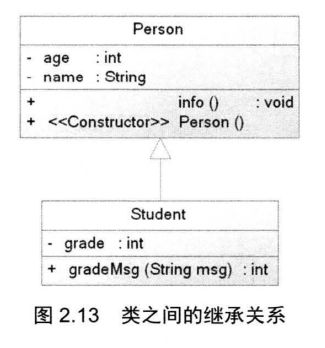 Person
- age : int
- name : String
+ info () : void
+ <<Constructor>> Person ()
Student
- grade : int
+ gradeMsg (String msg) : int
图 2.13 类之间的继承关系